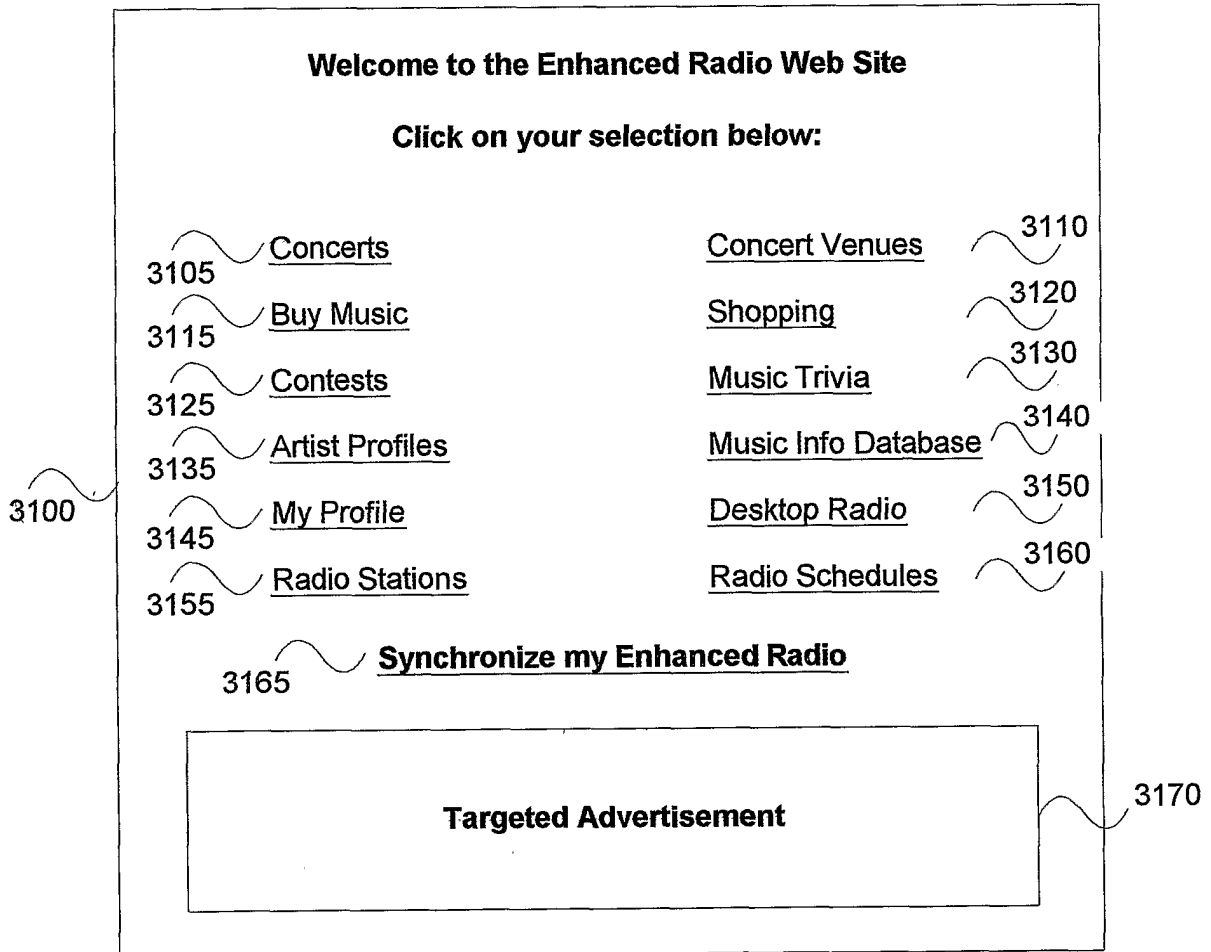 Welcome to the Enhanced Radio Web Site
Click on your selection below:
3105 Concerts
Concert Venues 3110
3115 Buy Music
Shopping 3120
3125 Contests
Music Trivia 3130
3135 Artist Profiles
Music Info Database 3140
3100
3145 My Profile
Desktop Radio 3150
3155 Radio Stations
Radio Schedules 3160
3165 Synchronize my Enhanced Radio
Targeted Advertisement
3170